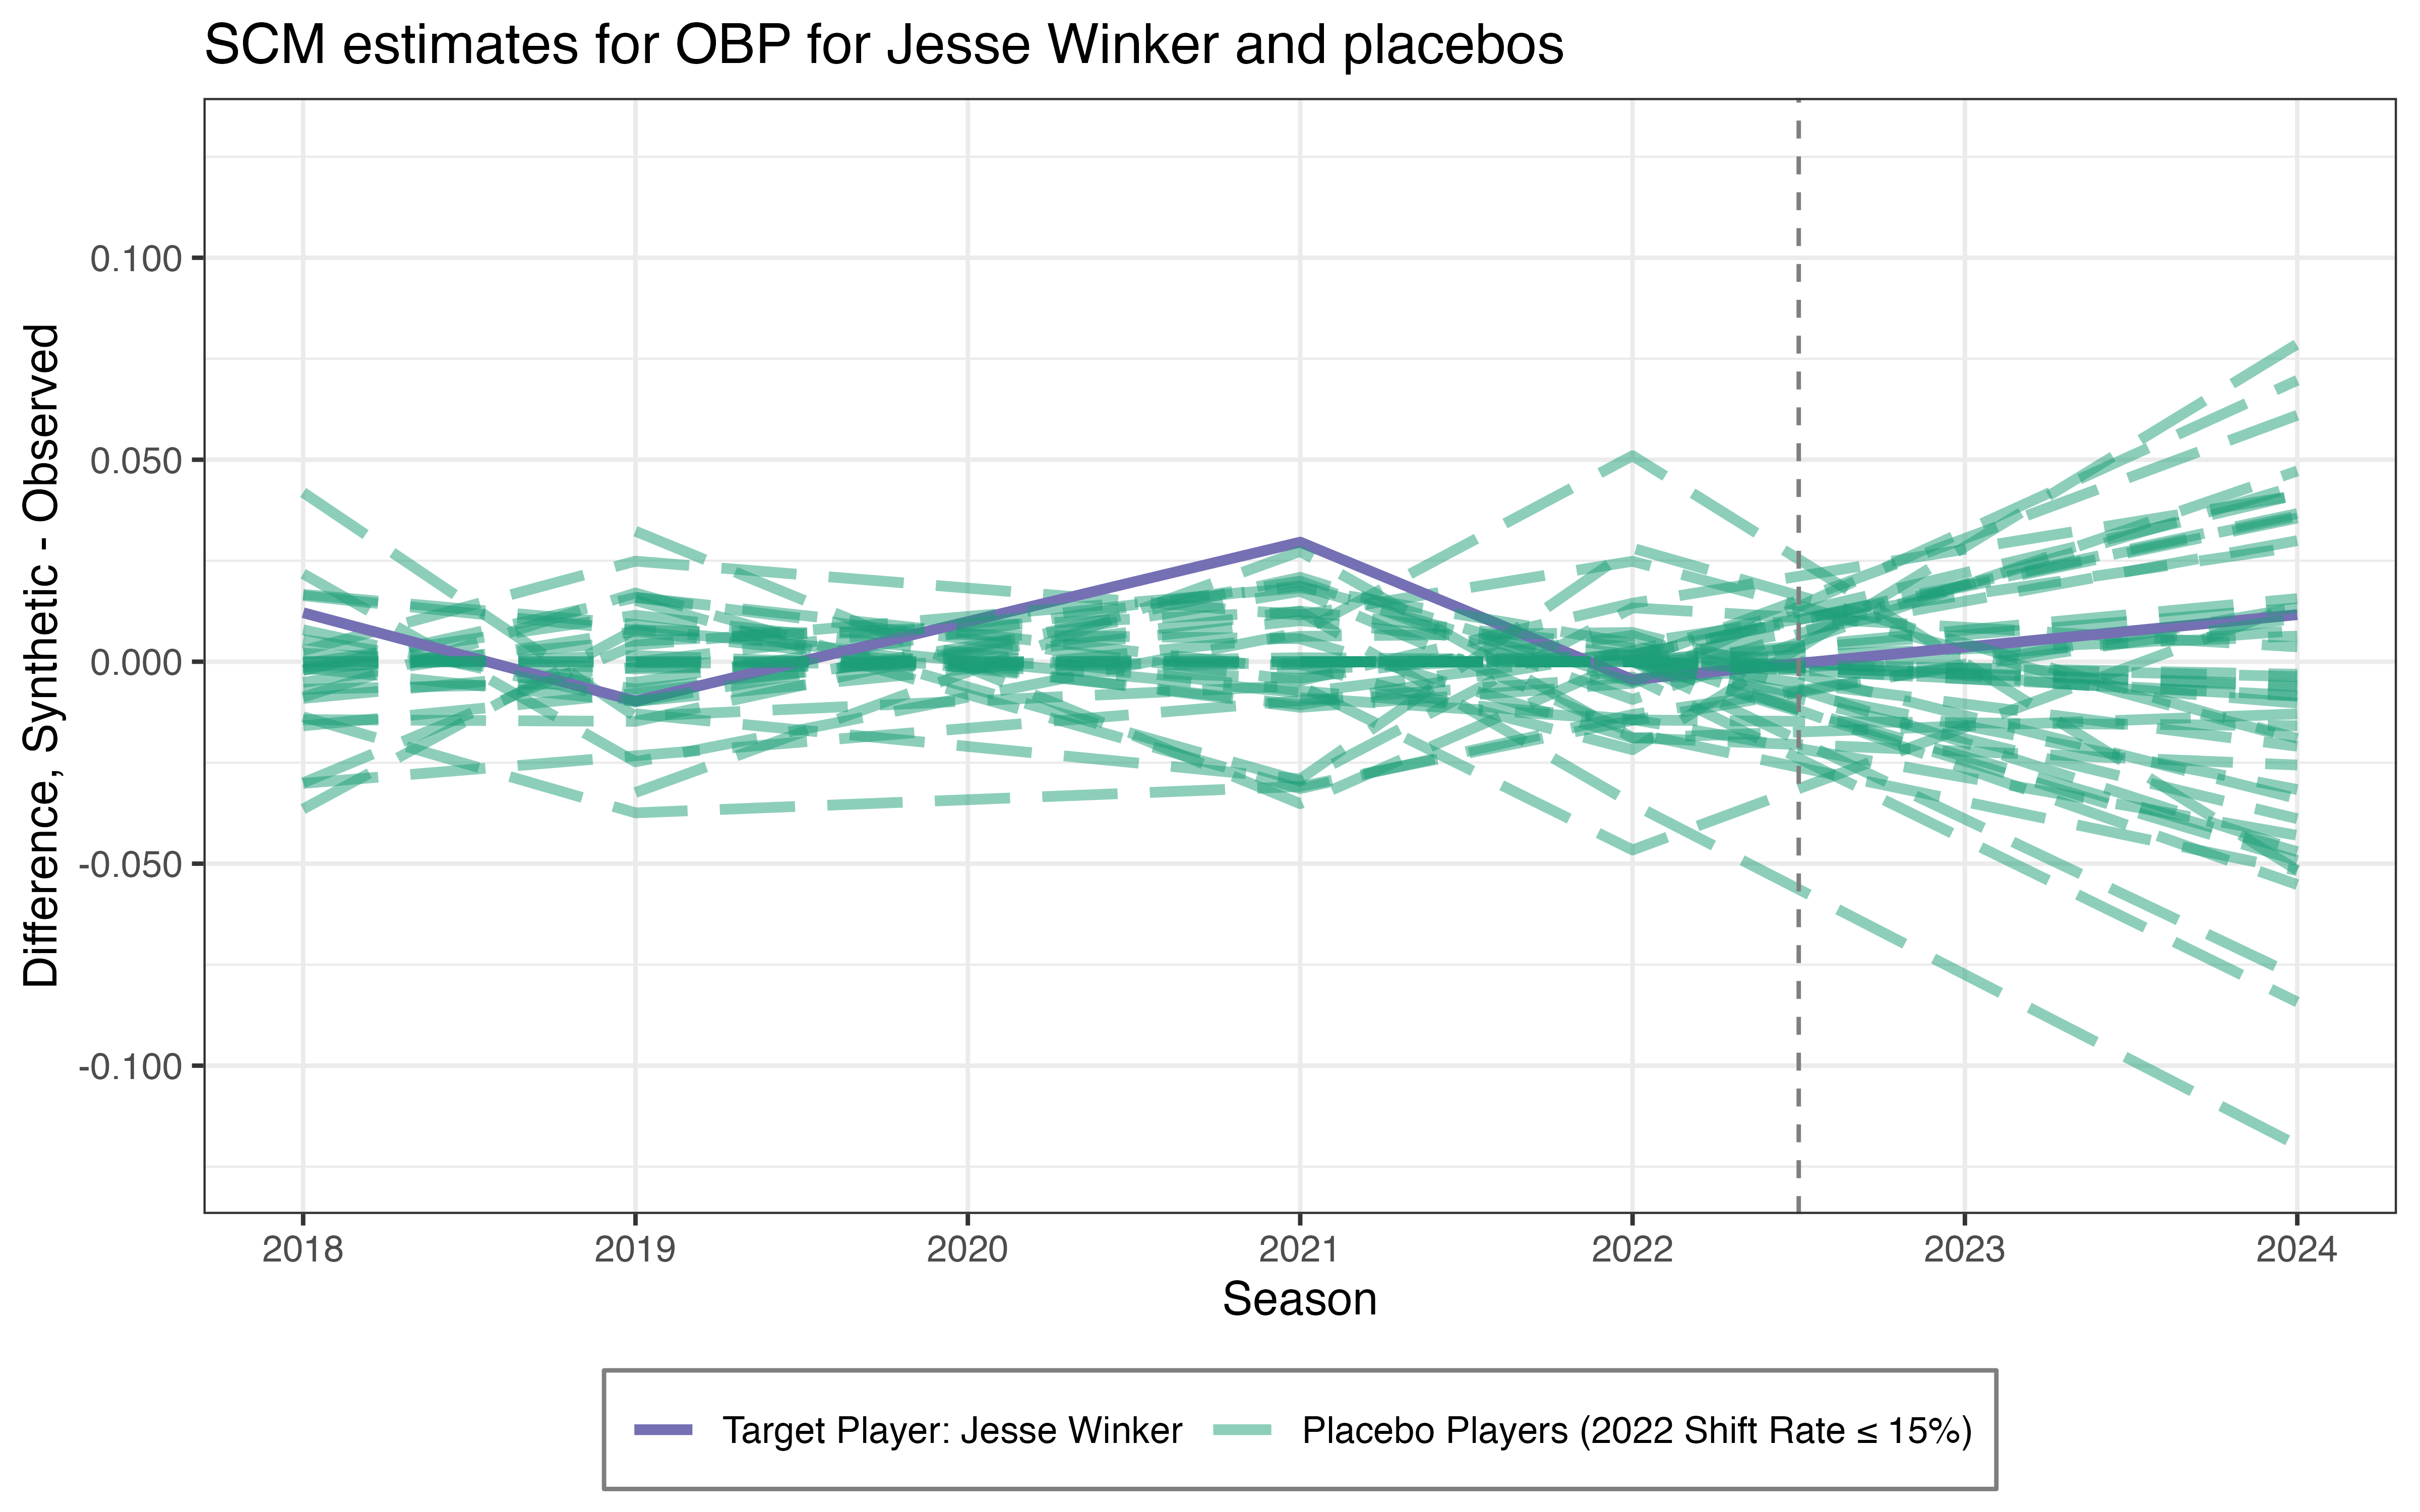 SCM estimates for OBP for Jesse Winker and placebos
Difference, Synthetic - Observed
0.100
0.050
0.000
-0.050
-0.100
2018 2019 2020 2021 2022 2023 2024
Season
Target Player: Jesse Winker Placebo Players (2022 Shift Rate ≤ 15%)